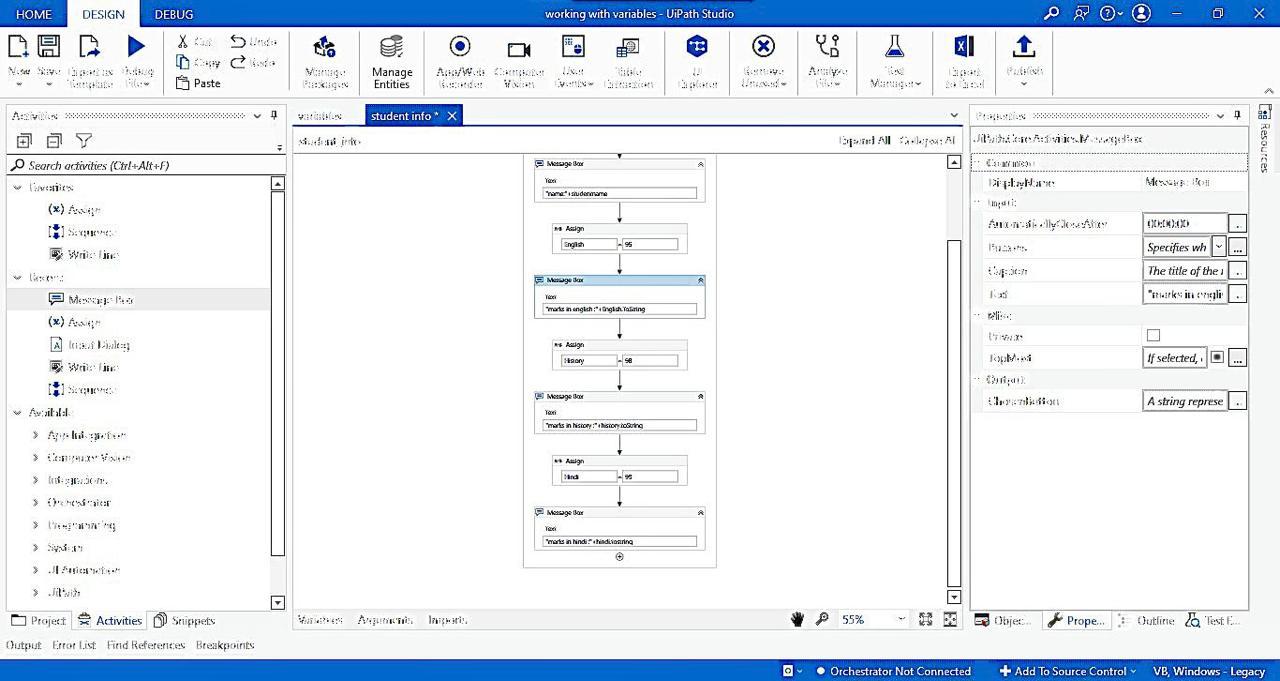 HOME DESIGN DEBUG working with variables - UiPath Studio
New Save Export as Template Debug File Cut Copy Paste Undo Redo Manage Packages Manage Entities App/Web Recorder Computer Vision User Events Table Extraction UI Explorer Remove Unused Analyze File Test Manager Export to Excel Publish
Activities
Search activities (Ctrl+Alt+F)
Favorites
Assign
Sequence
Write Line
Recent
Message Box
Assign
Input Dialog
Write Line
Sequence
Available
App Integration
Computer Vision
Integrations
Orchestrator
Programming
System
UI Automation
UiPath
Project Activities Snippets
variables student info *
student info Expand All Collapse All
Message Box
Text
"name:"+studentname
Assign
English = 95
Message Box
Text
"marks in english :"+English.ToString
Assign
History = 98
Message Box
Text
"marks in history :"+history.toString
Assign
Hindi = 95
Message Box
Text
"marks in hindi :"+hindi.tostring
Variables Arguments Imports 55%
Properties
UiPath.Core.Activities.MessageBox
Common
DisplayName Message Box
Input
AutomaticallyCloseAfter 00:00:00
Buttons Specifies wh
Caption The title of the
Text "marks in engli
Misc
Private
TopMost If selected,
Output
ChosenButton A string represe
Objec... Prope... Outline Test E...
Resources
Output Error List Find References Breakpoints
Orchestrator Not Connected Add To Source Control VB, Windows - Legacy